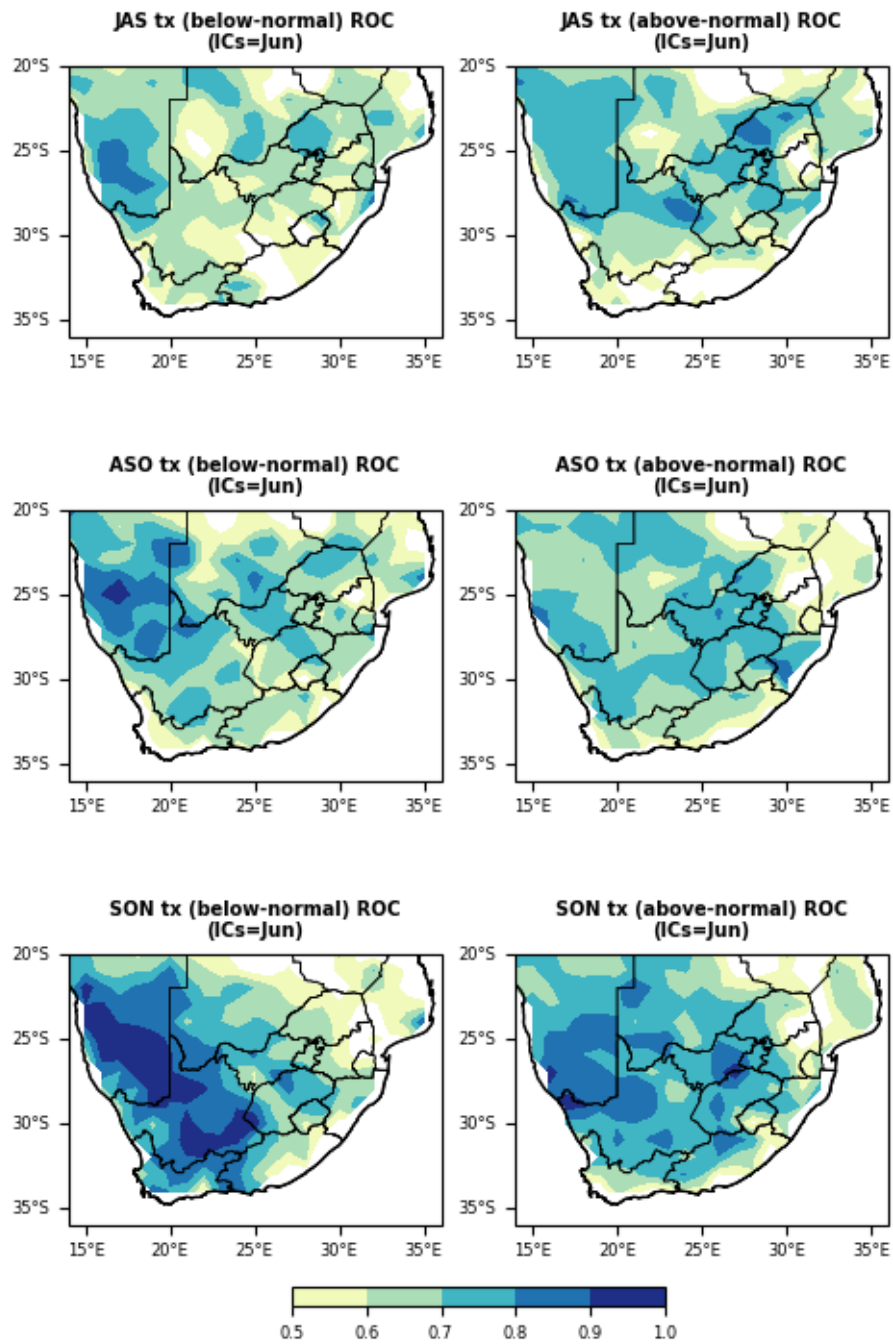 JAS tx (below-normal) ROC
(ICs=Jun)
JAS tx (above-normal) ROC
(ICs=Jun)
20°S
25°S
30°S
35°S
15°E 20°E 25°E 30°E 35°E
20°S
25°S
30°S
35°S
15°E 20°E 25°E 30°E 35°E
ASO tx (below-normal) ROC
(ICs=Jun)
ASO tx (above-normal) ROC
(ICs=Jun)
20°S
25°S
30°S
35°S
15°E 20°E 25°E 30°E 35°E
20°S
25°S
30°S
35°S
15°E 20°E 25°E 30°E 35°E
SON tx (below-normal) ROC
(ICs=Jun)
SON tx (above-normal) ROC
(ICs=Jun)
20°S
25°S
30°S
35°S
15°E 20°E 25°E 30°E 35°E
20°S
25°S
30°S
35°S
15°E 20°E 25°E 30°E 35°E
0.5 0.6 0.7 0.8 0.9 1.0